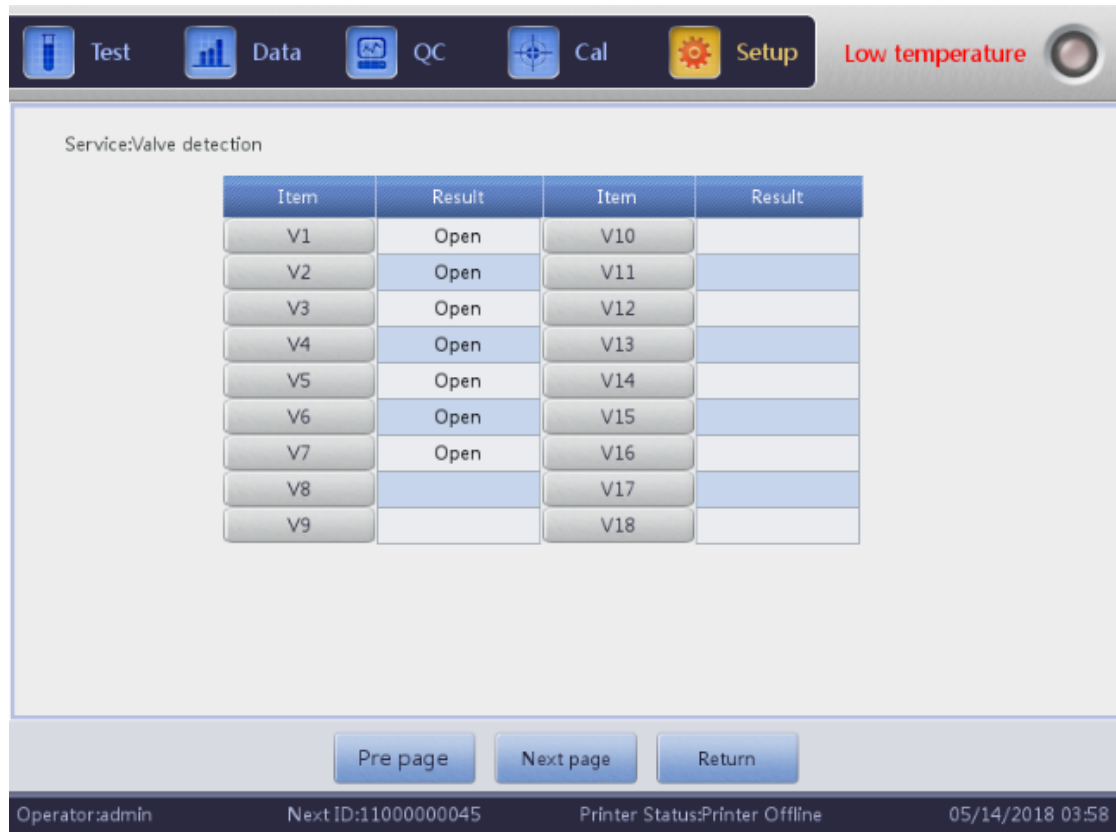 Test Data QC Cal Setup Low temperature
Service:Valve detection
Item Result Item Result
V1 Open V10
V2 Open V11
V3 Open V12
V4 Open V13
V5 Open V14
V6 Open V15
V7 Open V16
V8 V17
V9 V18
Pre page Next page Return
Operator:admin Next ID:11000000045 Printer Status:Printer Offline 05/14/2018 03:58